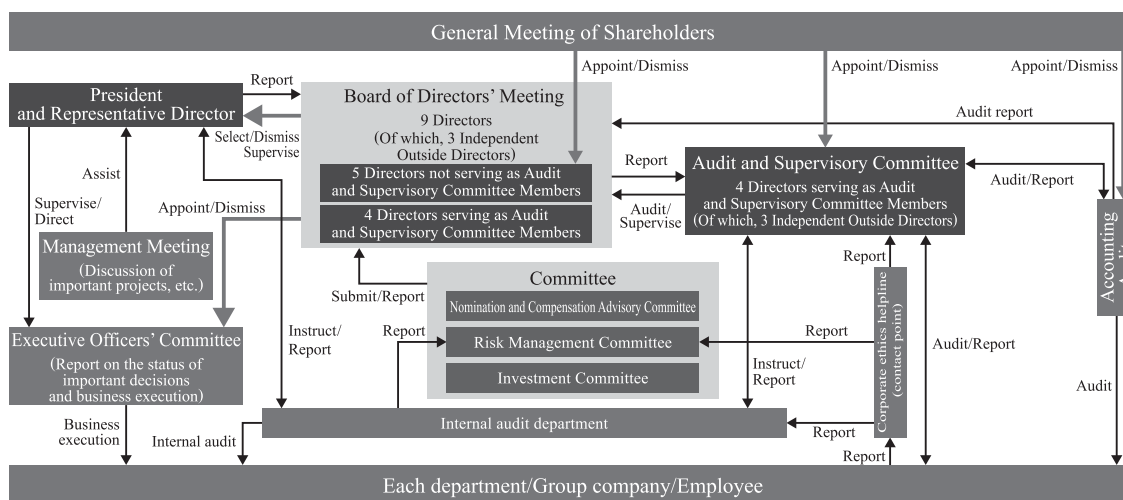 General Meeting of Shareholders
Appoint/Dismiss
Appoint/Dismiss
Appoint/Dismiss
President
and Representative Director
Report
Select/Dismiss
Supervise
Board of Directors’ Meeting
9 Directors
(Of which, 3 Independent
Outside Directors)
5 Directors not serving as Audit
and Supervisory Committee Members
4 Directors serving as Audit
and Supervisory Committee Members
Audit report
Report
Audit/
Supervise
Audit and Supervisory Committee
4 Directors serving as Audit
and Supervisory Committee Members
(Of which, 3 Independent Outside Directors)
Audit/Report
Accounting
Assist
Supervise/
Direct
Appoint/Dismiss
Management Meeting
(Discussion of
important projects, etc.)
Submit/Report
Committee
Nomination and Compensation Advisory Committee
Risk Management Committee
Investment Committee
Report
Report
Report
Corporate ethics helpline
(contact point)
Executive Officers’ Committee
(Report on the status of
important decisions
and business execution)
Instruct/
Report
Instruct/
Report
Audit/Report
Audit
Business
execution
Internal audit
Internal audit department
Report
Report
Each department/Group company/Employee